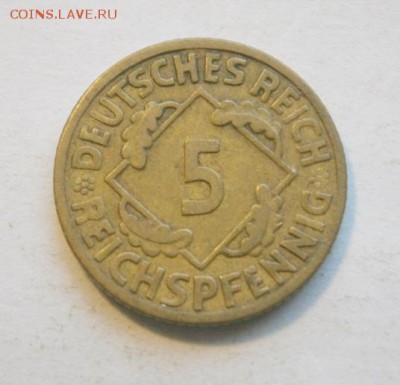 COINS.LAVE.RU
DEUTSCHES REICH
5
REICHSPFENNIG